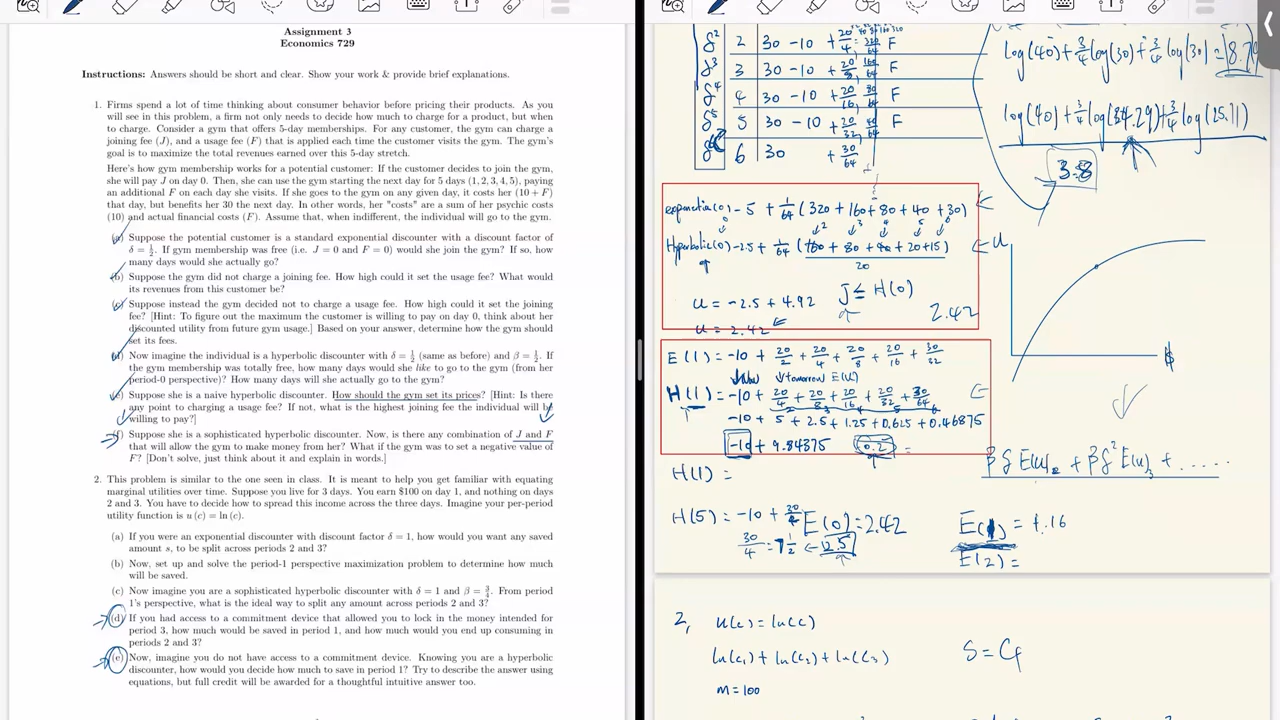 Assignment 3
Economics 729
Instructions: Answers should be short and clear. Show your work & provide brief explanations.
1. Firms spend a lot of time thinking about consumer behavior before pricing their products. As you
will see in this problem, a firm not only needs to decide how much to charge for a product, but when
to charge. Consider a gym that offers 5-day memberships. For any customer, the gym can charge a
joining fee (J), and a usage fee (F) that is applied each time the customer visits the gym. The gym's
goal is to maximize the total revenues earned over this 5-day stretch.
Here's how gym membership works for a potential customer: If the customer decides to join the gym,
she will pay J on day 0. Then, she can use the gym starting the next day for 5 days (1, 2, 3, 4, 5), paying
an additional F on each day she visits. If she goes to the gym on any given day, it costs her (10 + F)
that day, but benefits her 30 the next day. In other words, her "costs" are a sum of her psychic costs
(10) and actual financial costs (F). Assume that, when indifferent, the individual will go to the gym.
(a) Suppose the potential customer is a standard exponential discounter with a discount factor of
δ = 1/2. If gym membership was free (i.e. J = 0 and F = 0) would she join the gym? If so, how
many days would she actually go?
(b) Suppose the gym did not charge a joining fee. How high could it set the usage fee? What would
its revenues from this customer be?
(c) Suppose instead the gym decided not to charge a usage fee. How high could it set the joining
fee? [Hint: To figure out the maximum the customer is willing to pay on day 0, think about her
discounted utility from future gym usage.] Based on your answer, determine how the gym should
set its fees.
(d) Now imagine the individual is a hyperbolic discounter with δ = 1/2 (same as before) and β = 1/2. If
the gym membership was totally free, how many days would she like to go to the gym (from her
period-0 perspective)? How many days will she actually go to the gym?
(e) Suppose she is a naive hyperbolic discounter. How should the gym set its prices? [Hint: Is there
any point to charging a usage fee? If not, what is the highest joining fee the individual will be
willing to pay?]
(f) Suppose she is a sophisticated hyperbolic discounter. Now, is there any combination of J and F
that will allow the gym to make money from her? What if the gym was to set a negative value of
F? [Don't solve, just think about it and explain in words.]
2. This problem is similar to the one seen in class. It is meant to help you get familiar with equating
marginal utilities over time. Suppose you live for 3 days. You earn $100 on day 1, and nothing on days
2 and 3. You have to decide how to spread this income across the three days. Imagine your per-period
utility function is u(c) = ln(c).
(a) If you were an exponential discounter with discount factor δ = 1, how would you want any saved
amount s, to be split across periods 2 and 3?
(b) Now, set up and solve the period-1 perspective maximization problem to determine how much
will be saved.
(c) Now imagine you are a sophisticated hyperbolic discounter with δ = 1 and β = 3/4. From period
1's perspective, what is the ideal way to split any amount across periods 2 and 3?
(d) If you had access to a commitment device that allowed you to lock in the money intended for
period 3, how much would be saved in period 1, and how much would you end up consuming in
periods 2 and 3?
(e) Now, imagine you do not have access to a commitment device. Knowing you are a hyperbolic
discounter, how would you decide how much to save in period 1? Try to describe the answer using
equations, but full credit will be awarded for a thoughtful intuitive answer too.
δ² 2 30 -10 + 20/4 320/64 F
δ³ 3 30 -10 + 20/8 160/64 F
δ⁴ 4 30 -10 + 20/16 80/64 F
δ⁵ 5 30 -10 + 20/32 40/64 F
6 30 + 30/64
log(40) + 3/4 log(30) + 3/4 log(30) =
log(40) + 3/4 log(34.29) + 3/4 log(25.71)
3.8
exponential(0) - 5 + 1/64 (320 + 160 + 80 + 40 + 30)
Hyperbolic(0) -2.5 + 1/64 (160 + 80 + 40 + 20 + 15)
20
u = -2.5 + 4.92 J ≤ H(0)
2.42
u = 2.42
E(1) = -10 + 20/2 + 20/4 + 20/8 + 20/16 + 30/32
↓Now ↓tomorrow E(u)
H(1) = -10 + 20/4 + 20/8 + 20/16 + 20/32 + 30/64
-10 + 5 + 2.5 + 1.25 + 0.625 + 0.46875
-10 + 9.84375 =
H(1) =
H(5) = -10 + 30/4
30/4 = 7 1/2
E(0) = 2.42
2.5
u
$
βδ E(u)₂ + βδ² E(u)₃ + ......
E(1) = 1.16
E(2) =
2, u(c) = ln(c)
ln(c₁) + ln(c₂) + ln(c₃)
m = 100